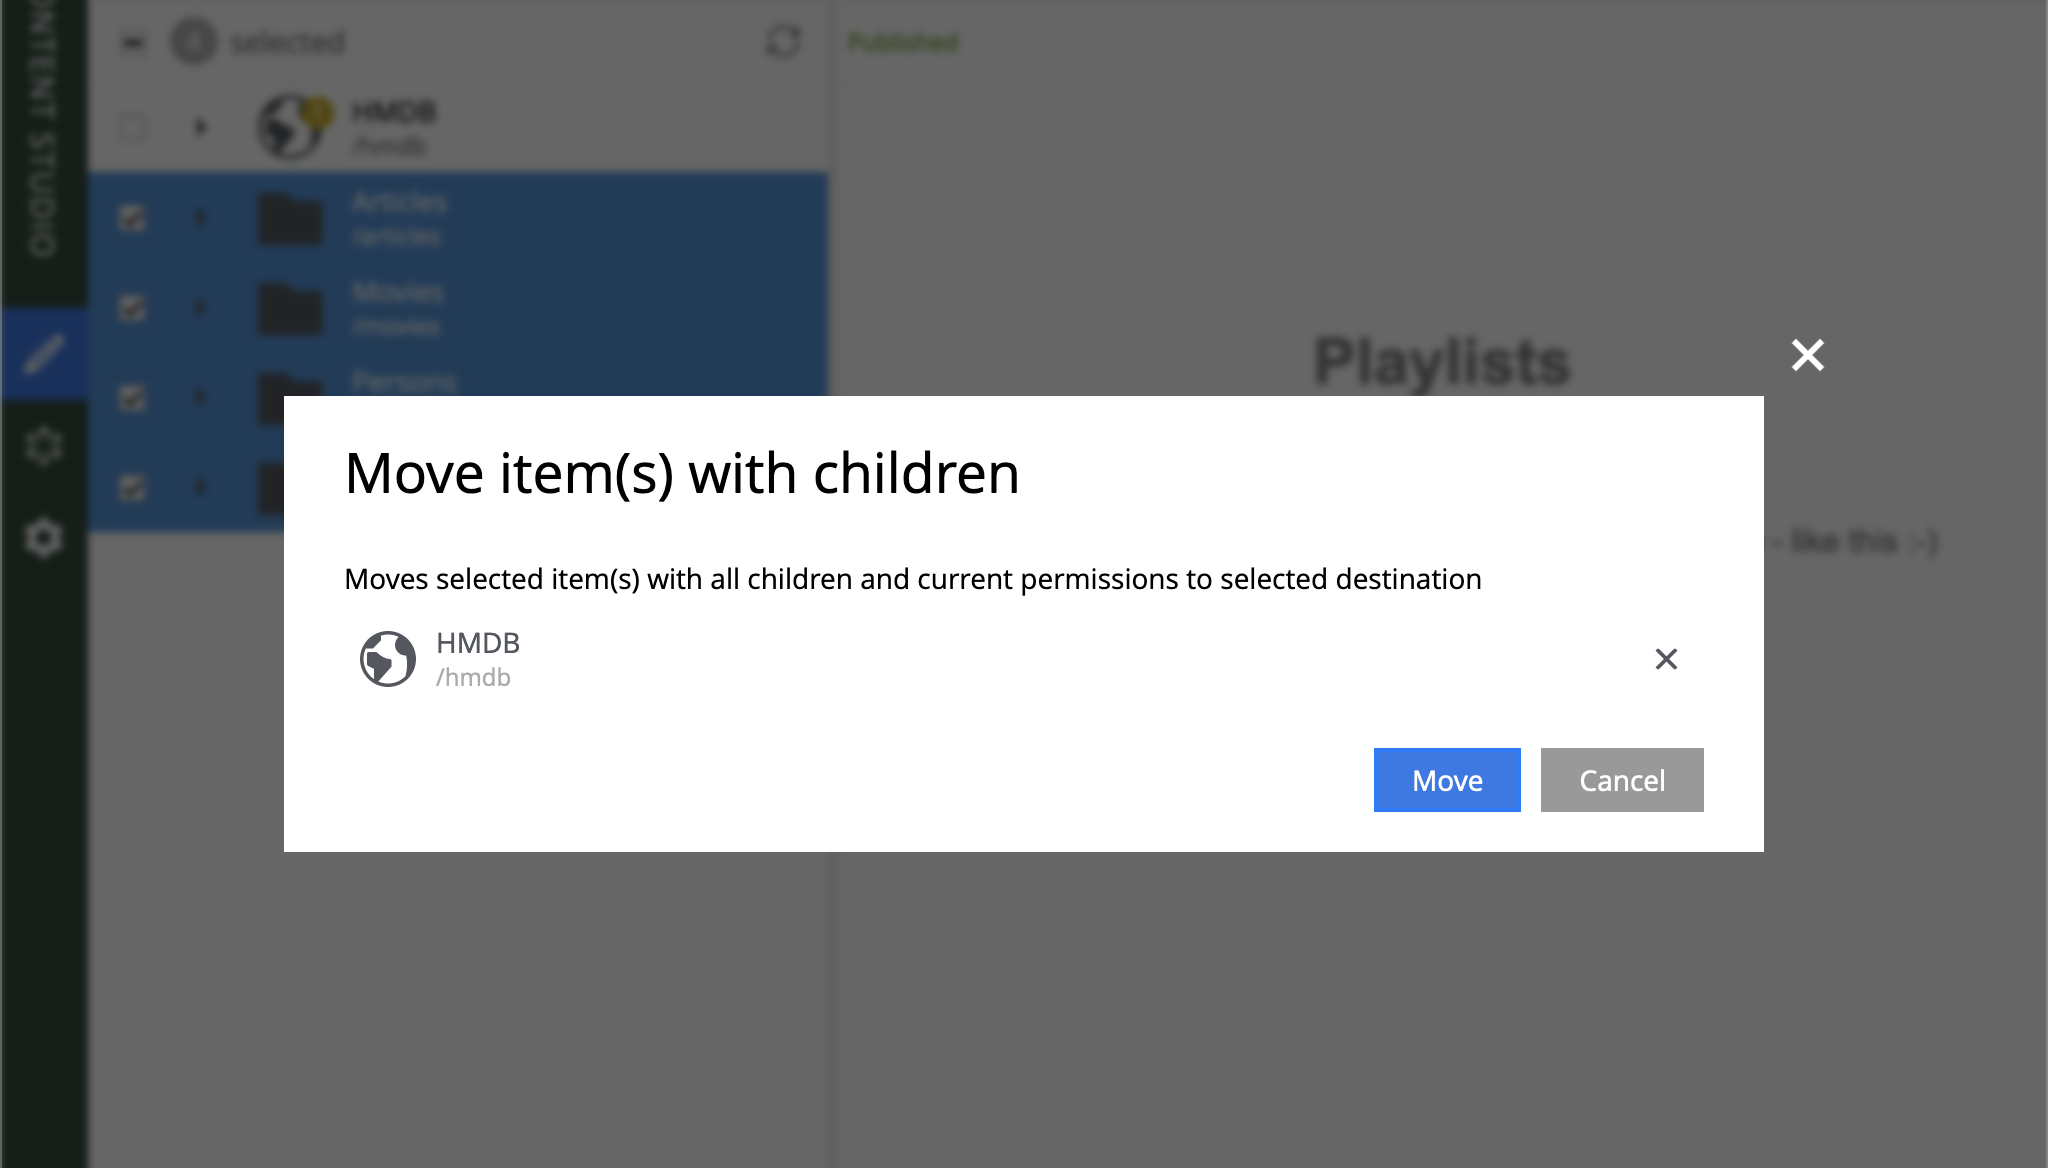 ONTENT STUDIO
selected
Published
HMDB
/hmdb
Articles
/articles
Movies
/movies
Persons
Playlists
- like this :-)
Move item(s) with children
Moves selected item(s) with all children and current permissions to selected destination
HMDB
/hmdb
Move
Cancel